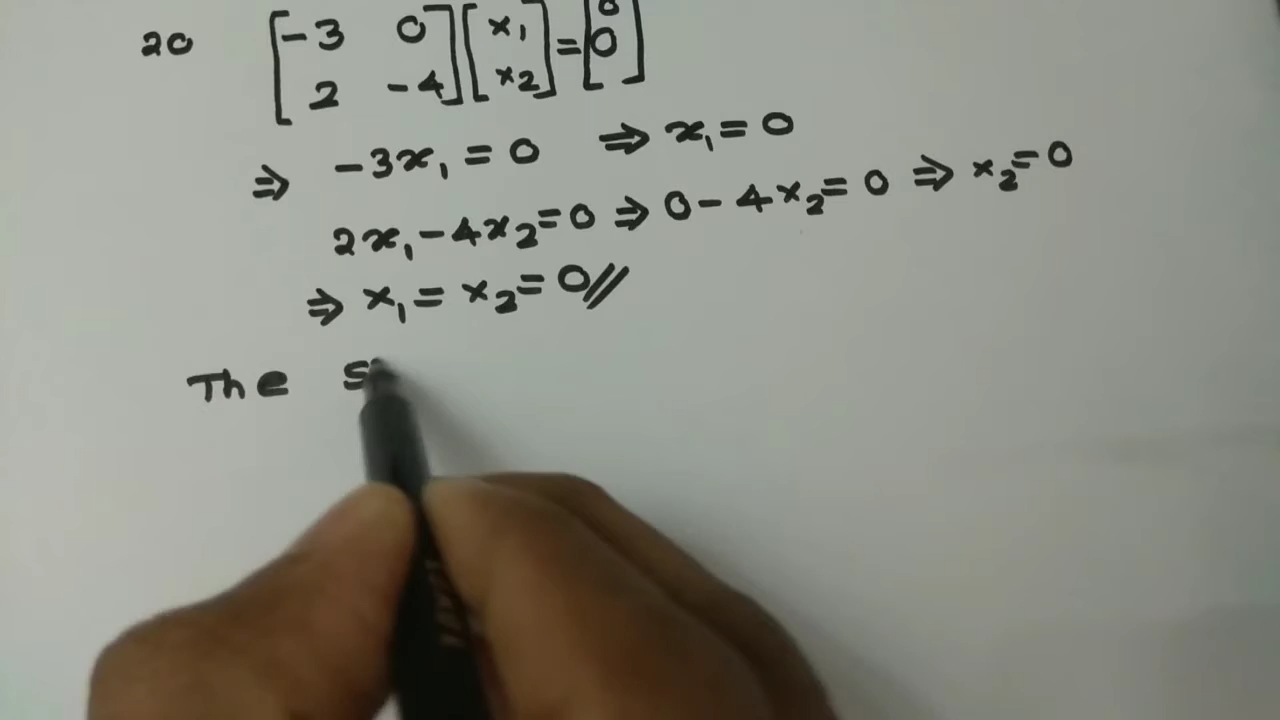 20 [-3 0 2 -4] [x₁ x₂] = [0 0]
⇒ -3x₁ = 0 ⇒ x₁ = 0
2x₁ - 4x₂ = 0 ⇒ 0 - 4x₂ = 0 ⇒ x₂ = 0
⇒ x₁ = x₂ = 0//
The S